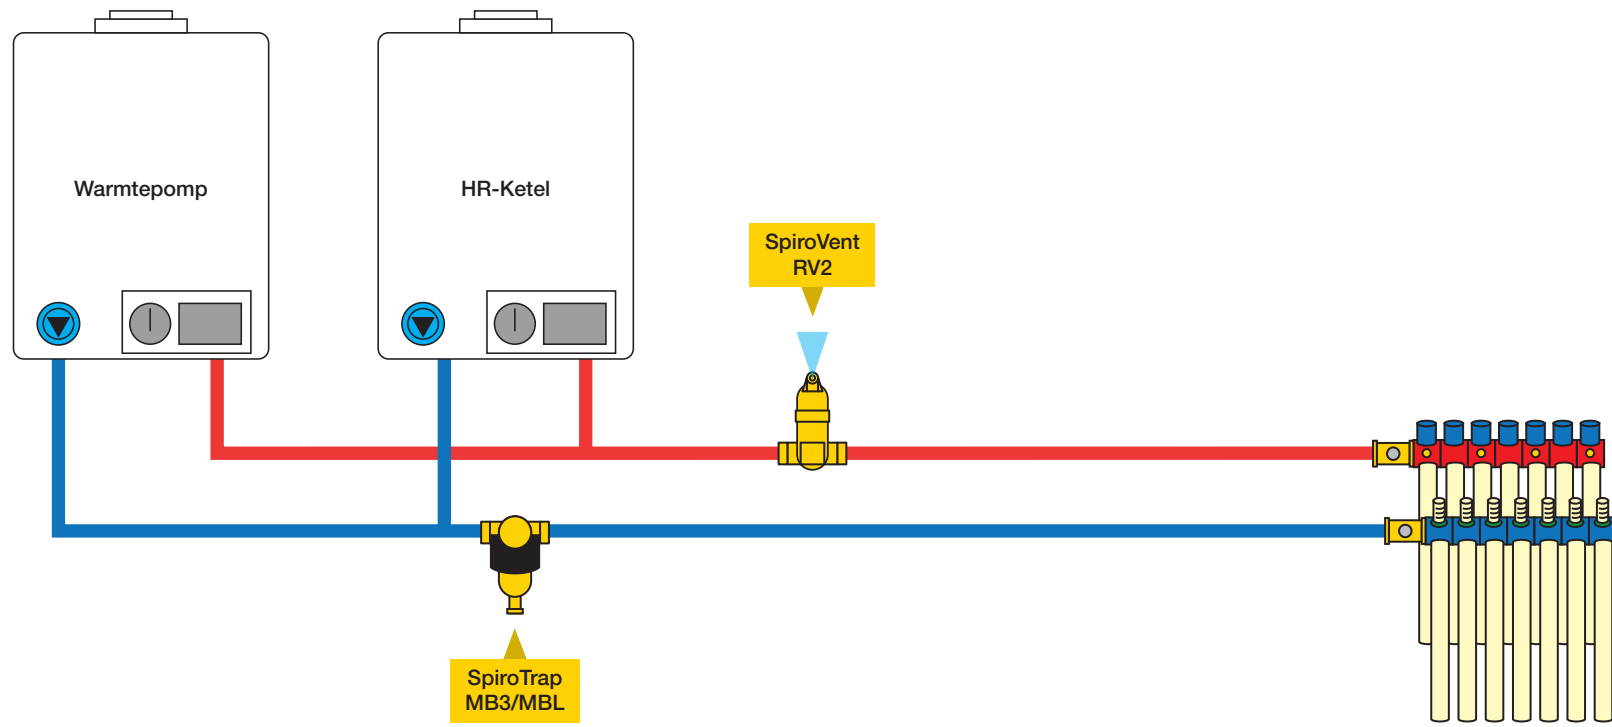 Warmtepomp
HR-Ketel
SpiroVent
RV2
SpiroTrap
MB3/MBL